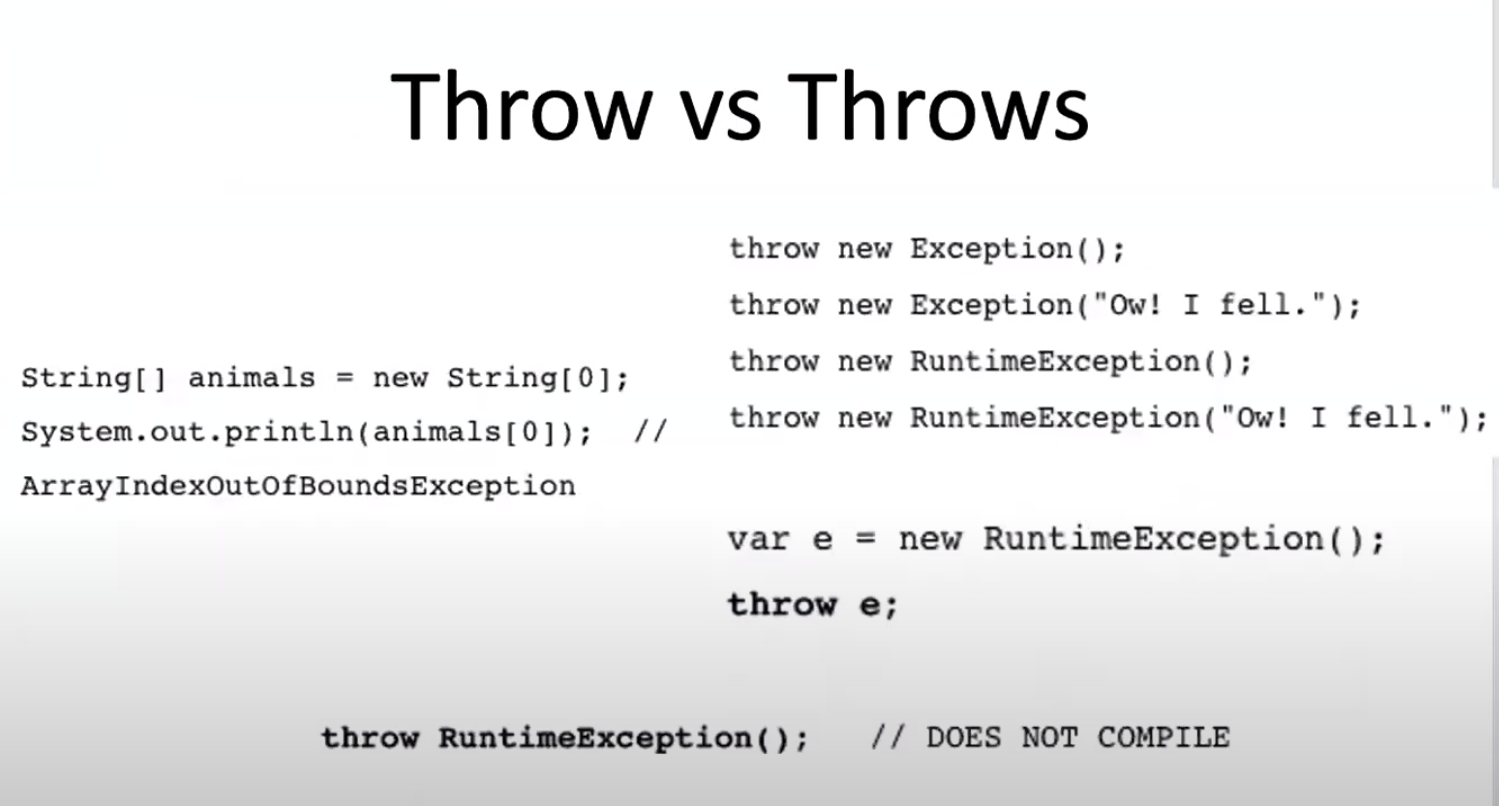 Throw vs Throws
String[] animals = new String[0];
System.out.println(animals[0]);  //
ArrayIndexOutOfBoundsException
throw new Exception();
throw new Exception("Ow! I fell.");
throw new RuntimeException();
throw new RuntimeException("Ow! I fell.");
var e = new RuntimeException();
throw e;
throw RuntimeException();   // DOES NOT COMPILE